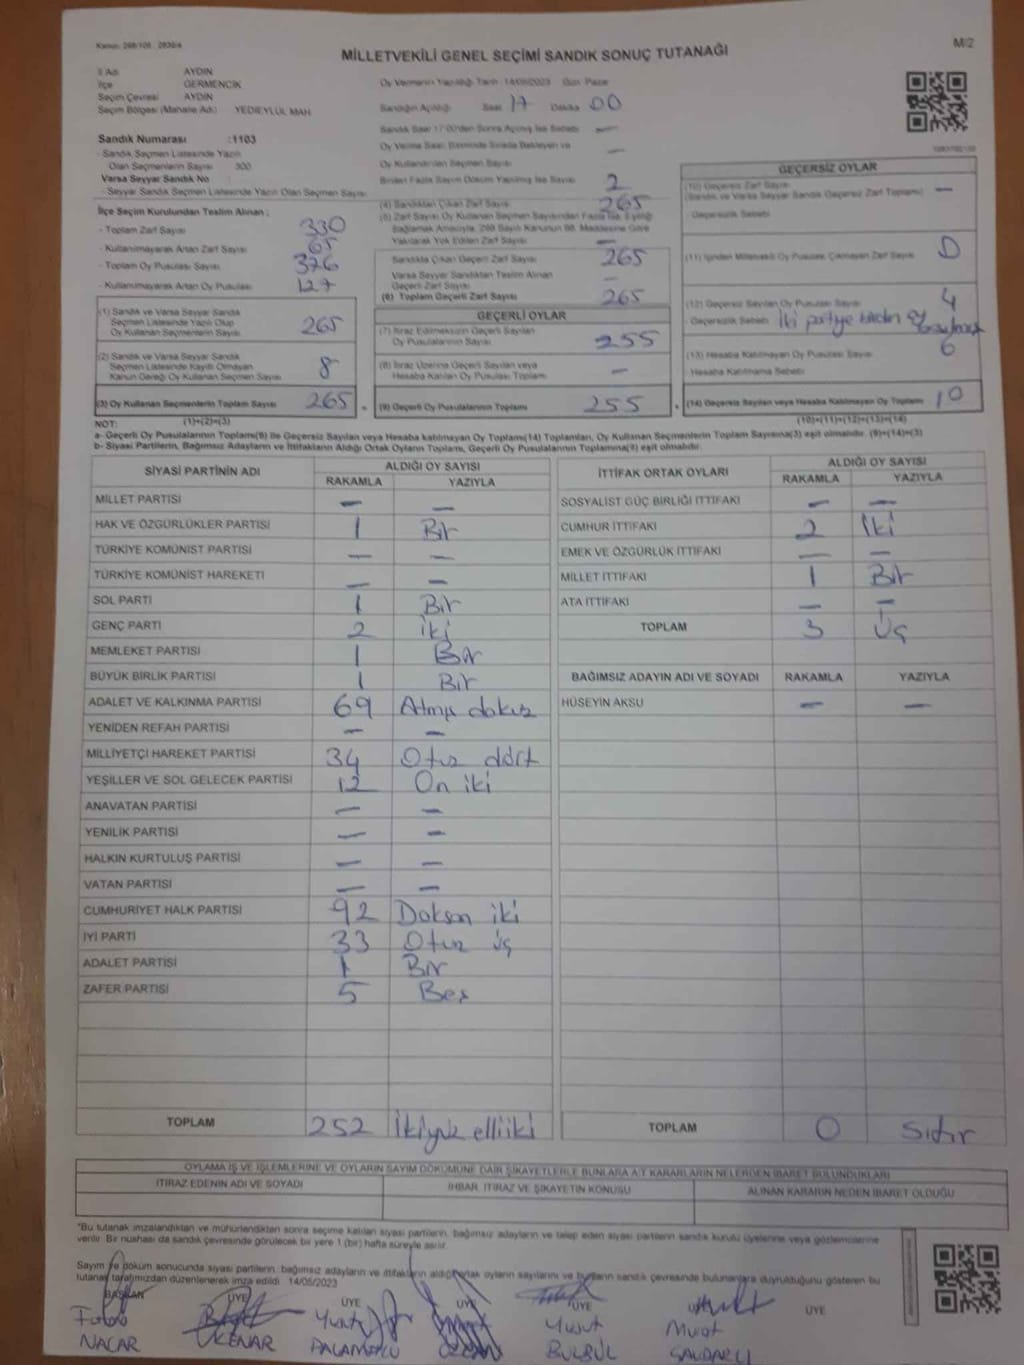 Kanun: 298/105 , 2839/4
M/2
MİLLETVEKİLİ GENEL SEÇİMİ SANDIK SONUÇ TUTANAĞI
İl Adı AYDIN
İlçe GERMENCİK
Seçim Çevresi AYDIN
Seçim Bölgesi (Mahalle Adı) YEDİEYLÜL MAH
Sandık Numarası :1103
- Sandık Seçmen Listesinde Yazılı
Olan Seçmenlerin Sayısı 300
Varsa Seyyar Sandık No :
- Seyyar Sandık Seçmen Listesinde Yazılı Olan Seçmen Sayısı
İlçe Seçim Kurulundan Teslim Alınan ;
- Toplam Zarf Sayısı 330
- Kullanılmayarak Artan Zarf Sayısı 65
- Toplam Oy Pusulası Sayısı 376
- Kullanılmayarak Artan Oy Pusulası 127
(1) Sandık ve Varsa Seyyar Sandık
Seçmen Listesinde Yazılı Olup
Oy Kullanan Seçmenlerin Sayısı 265
(2) Sandık ve Varsa Seyyar Sandık
Seçmen Listesinde Kayıtlı Olmayan
Kanun Gereği Oy Kullanan Seçmen Sayısı 8
(3) Oy Kullanan Seçmenlerin Toplam Sayısı 265
Oy Vermenin Yapıldığı Tarih : 14/05/2023 Gün: Pazar
Sandığın Açıldığı Saat 17 Dakika 00
Sandık Saat 17:00'den Sonra Açılmış İse Sebebi —
Oy Verme Saati Bitiminde Sırada Bekleyen ve
Oy Kullandırılan Seçmen Sayısı —
Birden Fazla Sayım Döküm Yapılmış İse Sayısı 2
(4) Sandıktan Çıkan Zarf Sayısı 265
(5) Zarf Sayısı Oy Kullanan Seçmen Sayısından Fazla İse, Eşitliği
Sağlamak Amacıyla, 298 Sayılı Kanunun 98. Maddesine Göre
Yakılarak Yok Edilen Zarf Sayısı —
Sandıkta Çıkan Geçerli Zarf Sayısı 265
Varsa Seyyar Sandıktan Teslim Alınan
Geçerli Zarf Sayısı —
(6) Toplam Geçerli Zarf Sayısı 265
GEÇERLİ OYLAR
(7) İtiraz Edilmeksizin Geçerli Sayılan
Oy Pusulalarının Sayısı 255
(8) İtiraz Üzerine Geçerli Sayılan veya
Hesaba Katılan Oy Pusulası Toplamı —
(9) Geçerli Oy Pusulalarının Toplamı 255
GEÇERSİZ OYLAR
(10) Geçersiz Zarf Sayısı
(Sandık ve Varsa Seyyar Sandık Geçersiz Zarf Toplamı) —
- Geçersizlik Sebebi
(11) İçinden Milletvekili Oy Pusulası Çıkmayan Zarf Sayısı 0
(12) Geçersiz Sayılan Oy Pusulası Sayısı 4
- Geçersizlik Sebebi İki partiye birden oy
(13) Hesaba Katılmayan Oy Pusulası Sayısı 6
Hesaba Katılmama Sebebi
(14) Geçersiz Sayılan veya Hesaba Katılmayan Oy Toplamı 10
NOT: (1)+(2)=(3) (10)+(11)+(12)+(13)=(14)
a- Geçerli Oy Pusulalarının Toplamı(9) ile Geçersiz Sayılan veya Hesaba katılmayan Oy Toplamı(14) Toplamları, Oy Kullanan Seçmenlerin Toplam Sayısına(3) eşit olmalıdır. (9)+(14)=(3)
b- Siyasi Partilerin, Bağımsız Adayların ve İttifakların Aldığı Ortak Oyların Toplamı, Geçerli Oy Pusulalarının Toplamına(9) eşit olmalıdır.
SİYASİ PARTİNİN ADI ALDIĞI OY SAYISI
RAKAMLA YAZIYLA
MİLLET PARTİSİ — —
HAK VE ÖZGÜRLÜKLER PARTİSİ 1 Bir
TÜRKİYE KOMÜNİST PARTİSİ — —
TÜRKİYE KOMÜNİST HAREKETİ — —
SOL PARTİ 1 Bir
GENÇ PARTİ 2 iki
MEMLEKET PARTİSİ 1 Bir
BÜYÜK BİRLİK PARTİSİ 1 Bir
ADALET VE KALKINMA PARTİSİ 69 Atmış dokuz
YENİDEN REFAH PARTİSİ — —
MİLLİYETÇİ HAREKET PARTİSİ 34 Otuz dört
YEŞİLLER VE SOL GELECEK PARTİSİ 12 On iki
ANAVATAN PARTİSİ — —
YENİLİK PARTİSİ — —
HALKIN KURTULUŞ PARTİSİ — —
VATAN PARTİSİ — —
CUMHURİYET HALK PARTİSİ 92 Doksan iki
İYİ PARTİ 33 Otuz üç
ADALET PARTİSİ 1 Bir
ZAFER PARTİSİ 5 Beş
TOPLAM 252 İkiyüz elliiki
İTTİFAK ORTAK OYLARI ALDIĞI OY SAYISI
RAKAMLA YAZIYLA
SOSYALİST GÜÇ BİRLİĞİ İTTİFAKI — —
CUMHUR İTTİFAKI 2 İki
EMEK VE ÖZGÜRLÜK İTTİFAKI — —
MİLLET İTTİFAKI 1 Bir
ATA İTTİFAKI — —
TOPLAM 3 Üç
BAĞIMSIZ ADAYIN ADI VE SOYADI RAKAMLA YAZIYLA
HÜSEYİN AKSU — —
TOPLAM 0 Sıfır
OYLAMA İŞ VE İŞLEMLERİNE VE OYLARIN SAYIM DÖKÜMÜNE DAİR ŞİKAYETLERLE BUNLARA AİT KARARLARIN NELERDEN İBARET BULUNDUKLARI
İTİRAZ EDENİN ADI VE SOYADI İHBAR, İTİRAZ VE ŞİKAYETİN KONUSU ALINAN KARARIN NEDEN İBARET OLDUĞU
*Bu tutanak imzalandıktan ve mühürlendikten sonra seçime katılan siyasi partilerin, bağımsız adayların ve talep eden siyasi partilerin sandık kurulu üyelerine veya gözlemcilerine
verilir. Bir nüshası da sandık çevresinde görülecek bir yere 1 (bir) hafta süreyle asılır.
Sayım ve döküm sonucunda siyasi partilerin, bağımsız adayların ve ittifakların aldığı ortak oyların sayılarını ve bunların sandık çevresinde bulunanlara duyurulduğunu gösteren bu
tutanak tarafımızdan düzenlenerek imza edildi. 14/05/2023
BAŞKAN ÜYE ÜYE ÜYE ÜYE ÜYE
Yusuf Murat
NACAR BÜLBÜL